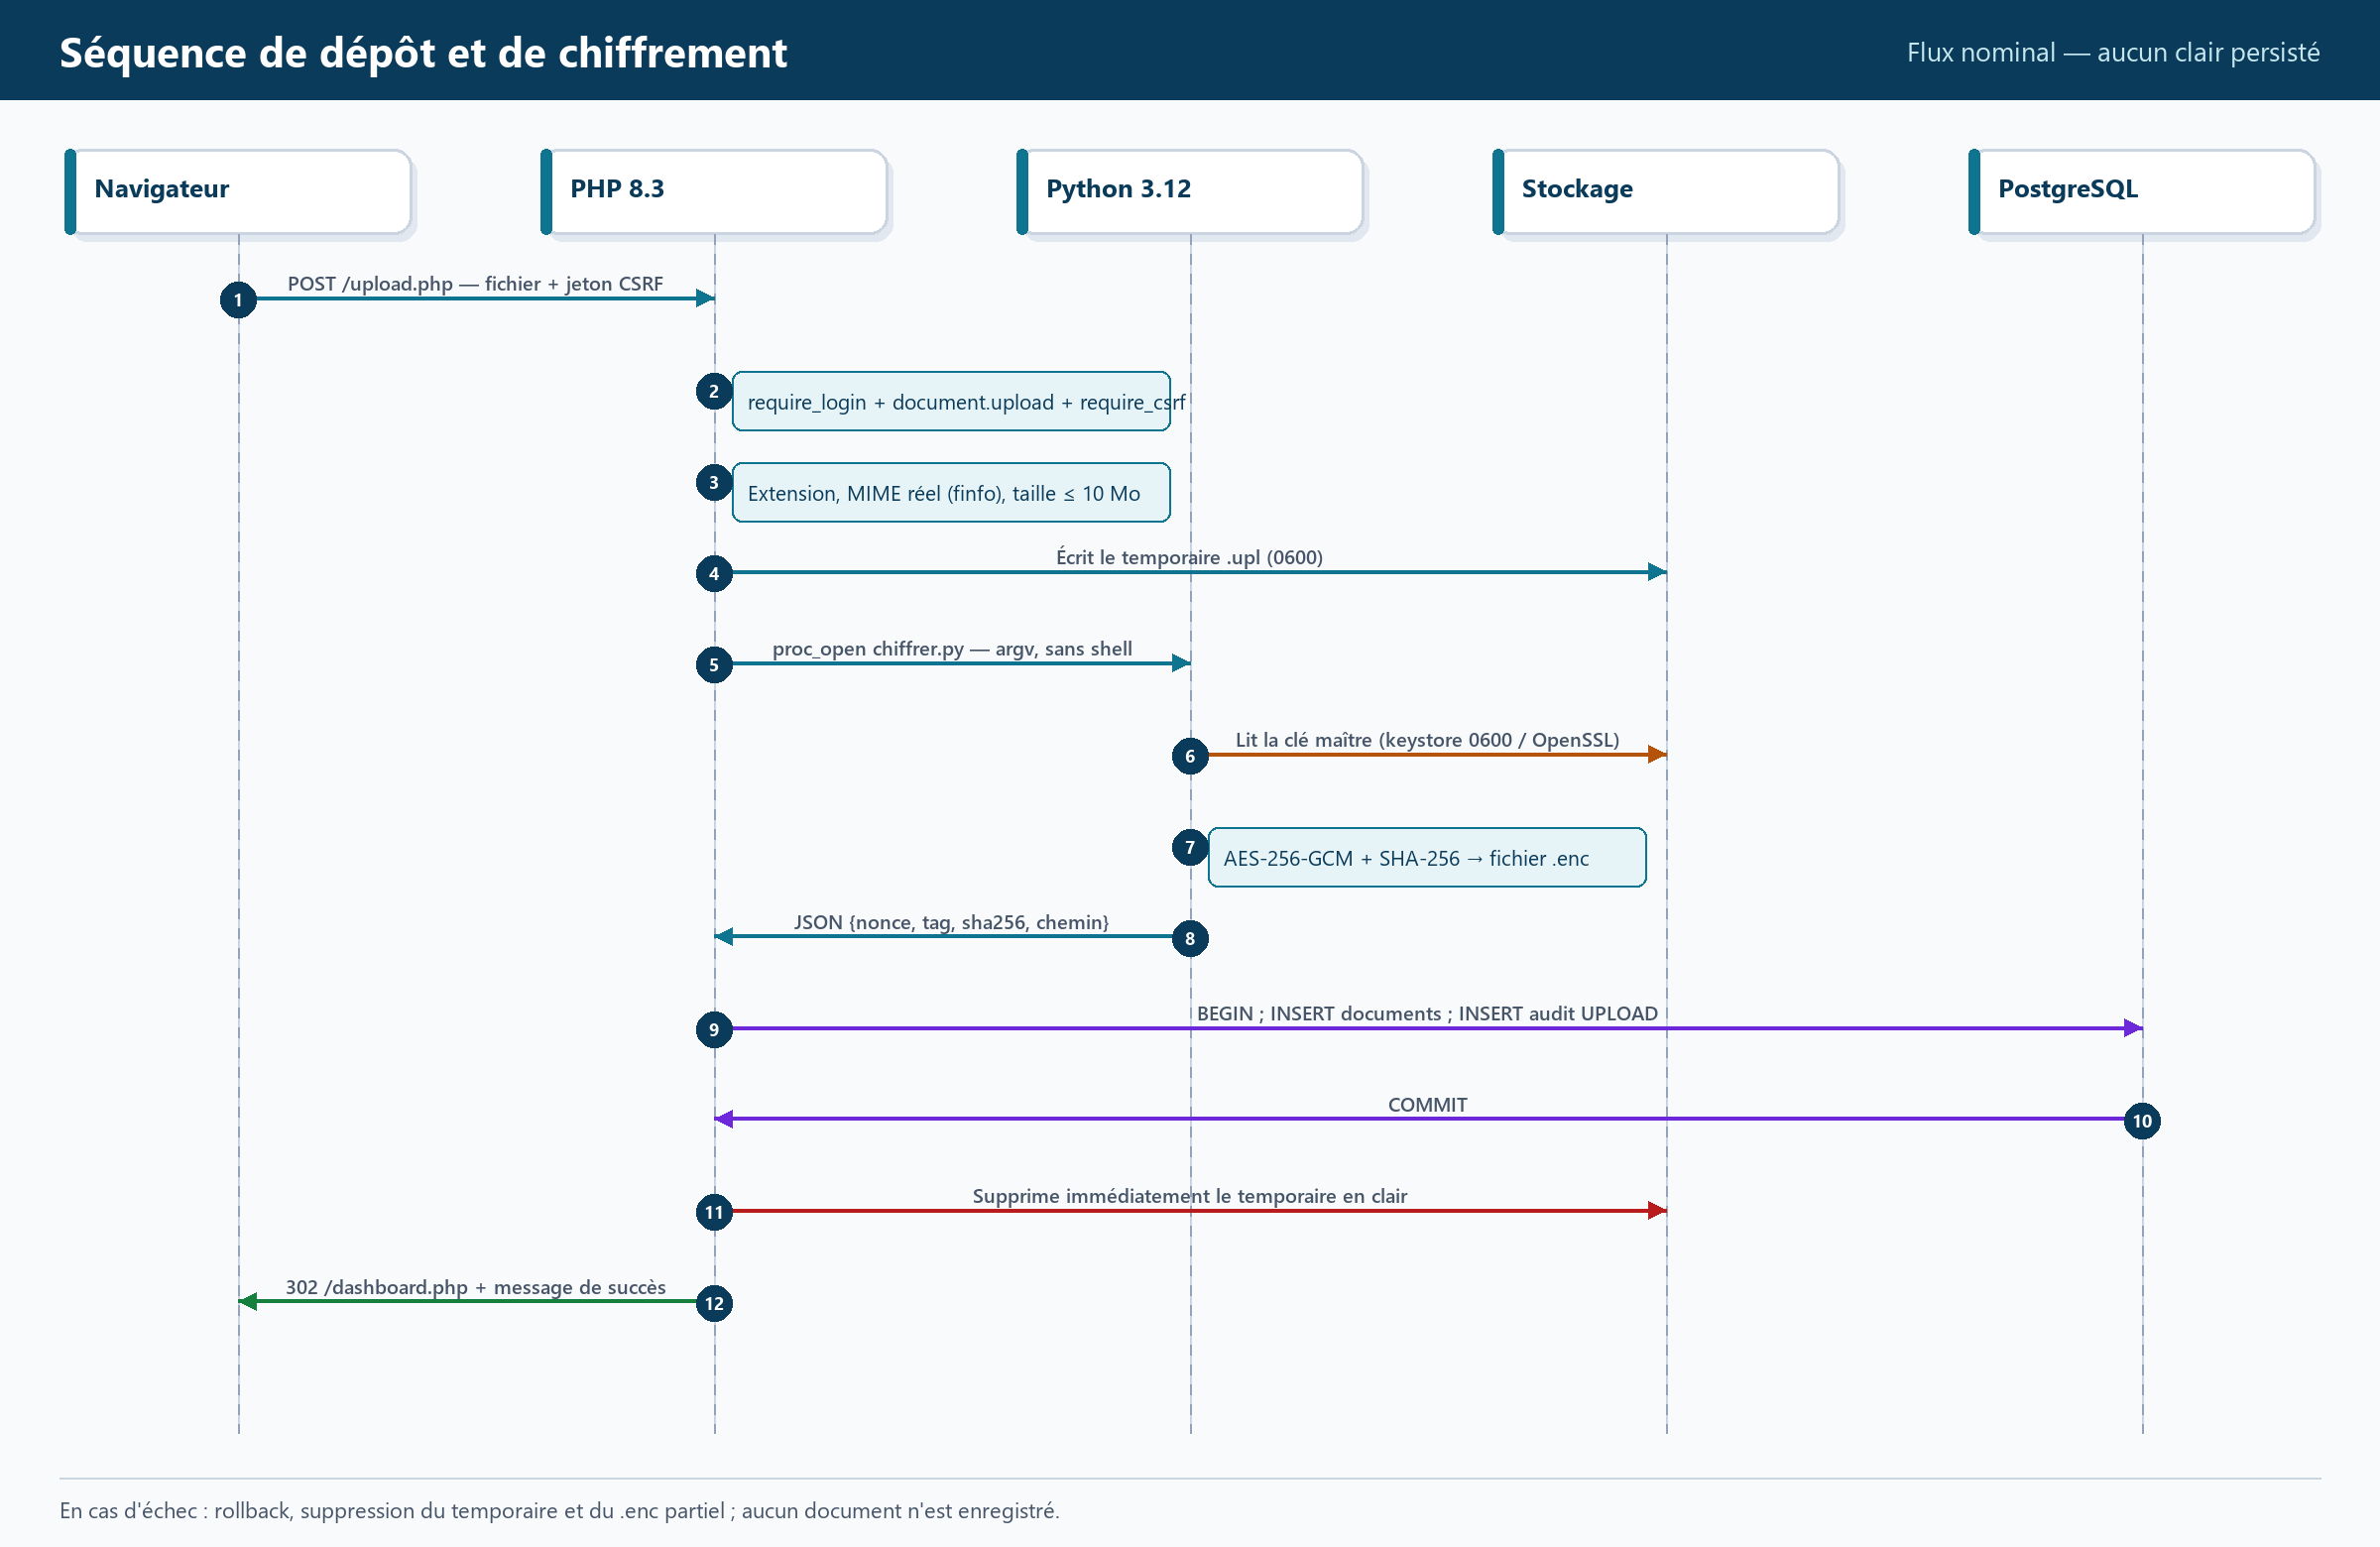 Séquence de dépôt et de chiffrement
Flux nominal — aucun clair persisté
Navigateur
PHP 8.3
Python 3.12
Stockage
PostgreSQL
1
POST /upload.php — fichier + jeton CSRF
2
require_login + document.upload + require_csrf
3
Extension, MIME réel (finfo), taille ≤ 10 Mo
4
Écrit le temporaire .upl (0600)
5
proc_open chiffrer.py — argv, sans shell
6
Lit la clé maître (keystore 0600 / OpenSSL)
7
AES-256-GCM + SHA-256 → fichier .enc
8
JSON {nonce, tag, sha256, chemin}
9
BEGIN ; INSERT documents ; INSERT audit UPLOAD
10
COMMIT
11
Supprime immédiatement le temporaire en clair
12
302 /dashboard.php + message de succès
En cas d'échec : rollback, suppression du temporaire et du .enc partiel ; aucun document n'est enregistré.